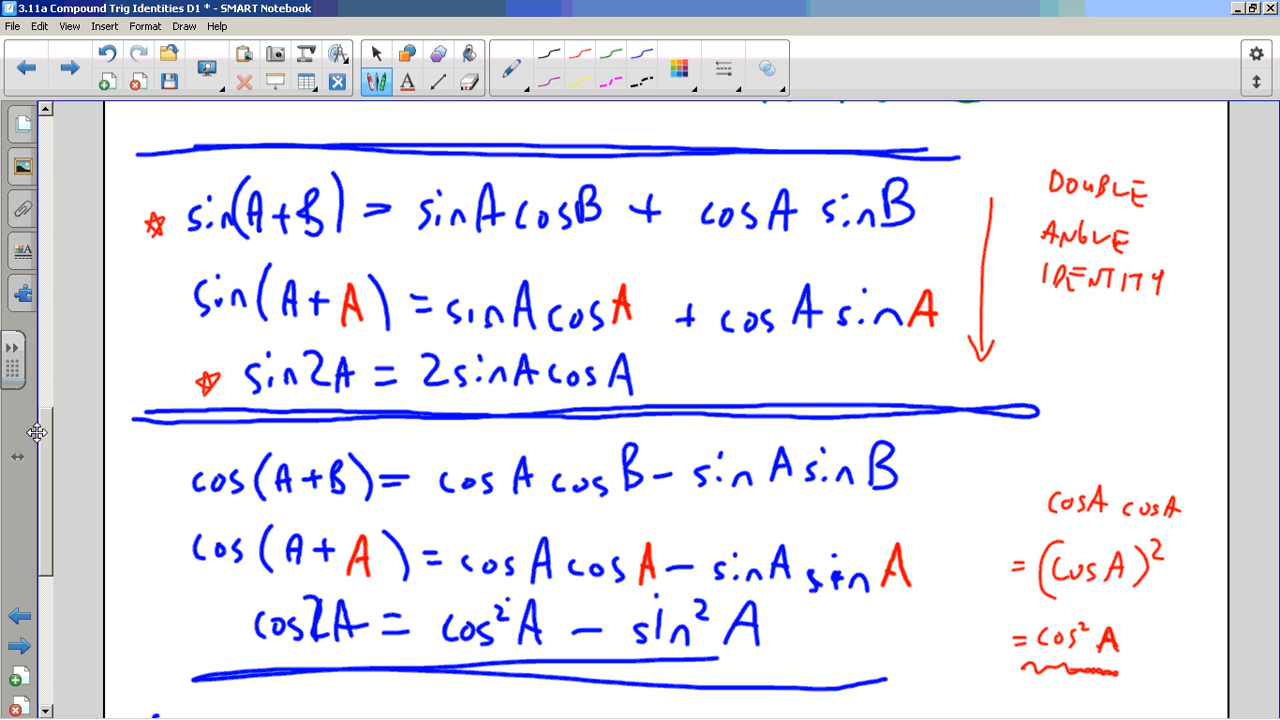 3.11a Compound Trig Identities D1 * - SMART Notebook
File Edit View Insert Format Draw Help
sin(A+B) = sinA cosB + cosA sinB
DOUBLE
ANGLE
IDENTITY
sin(A+A) = sinA cosA + cosA sinA
sin2A = 2sinAcosA
cos(A+B) = cosA cosB - sinA sinB
cosA cosA
cos(A+A) = cosA cosA - sinA sinA
= (cosA)²
cos2A = cos²A - sin²A
= cos²A